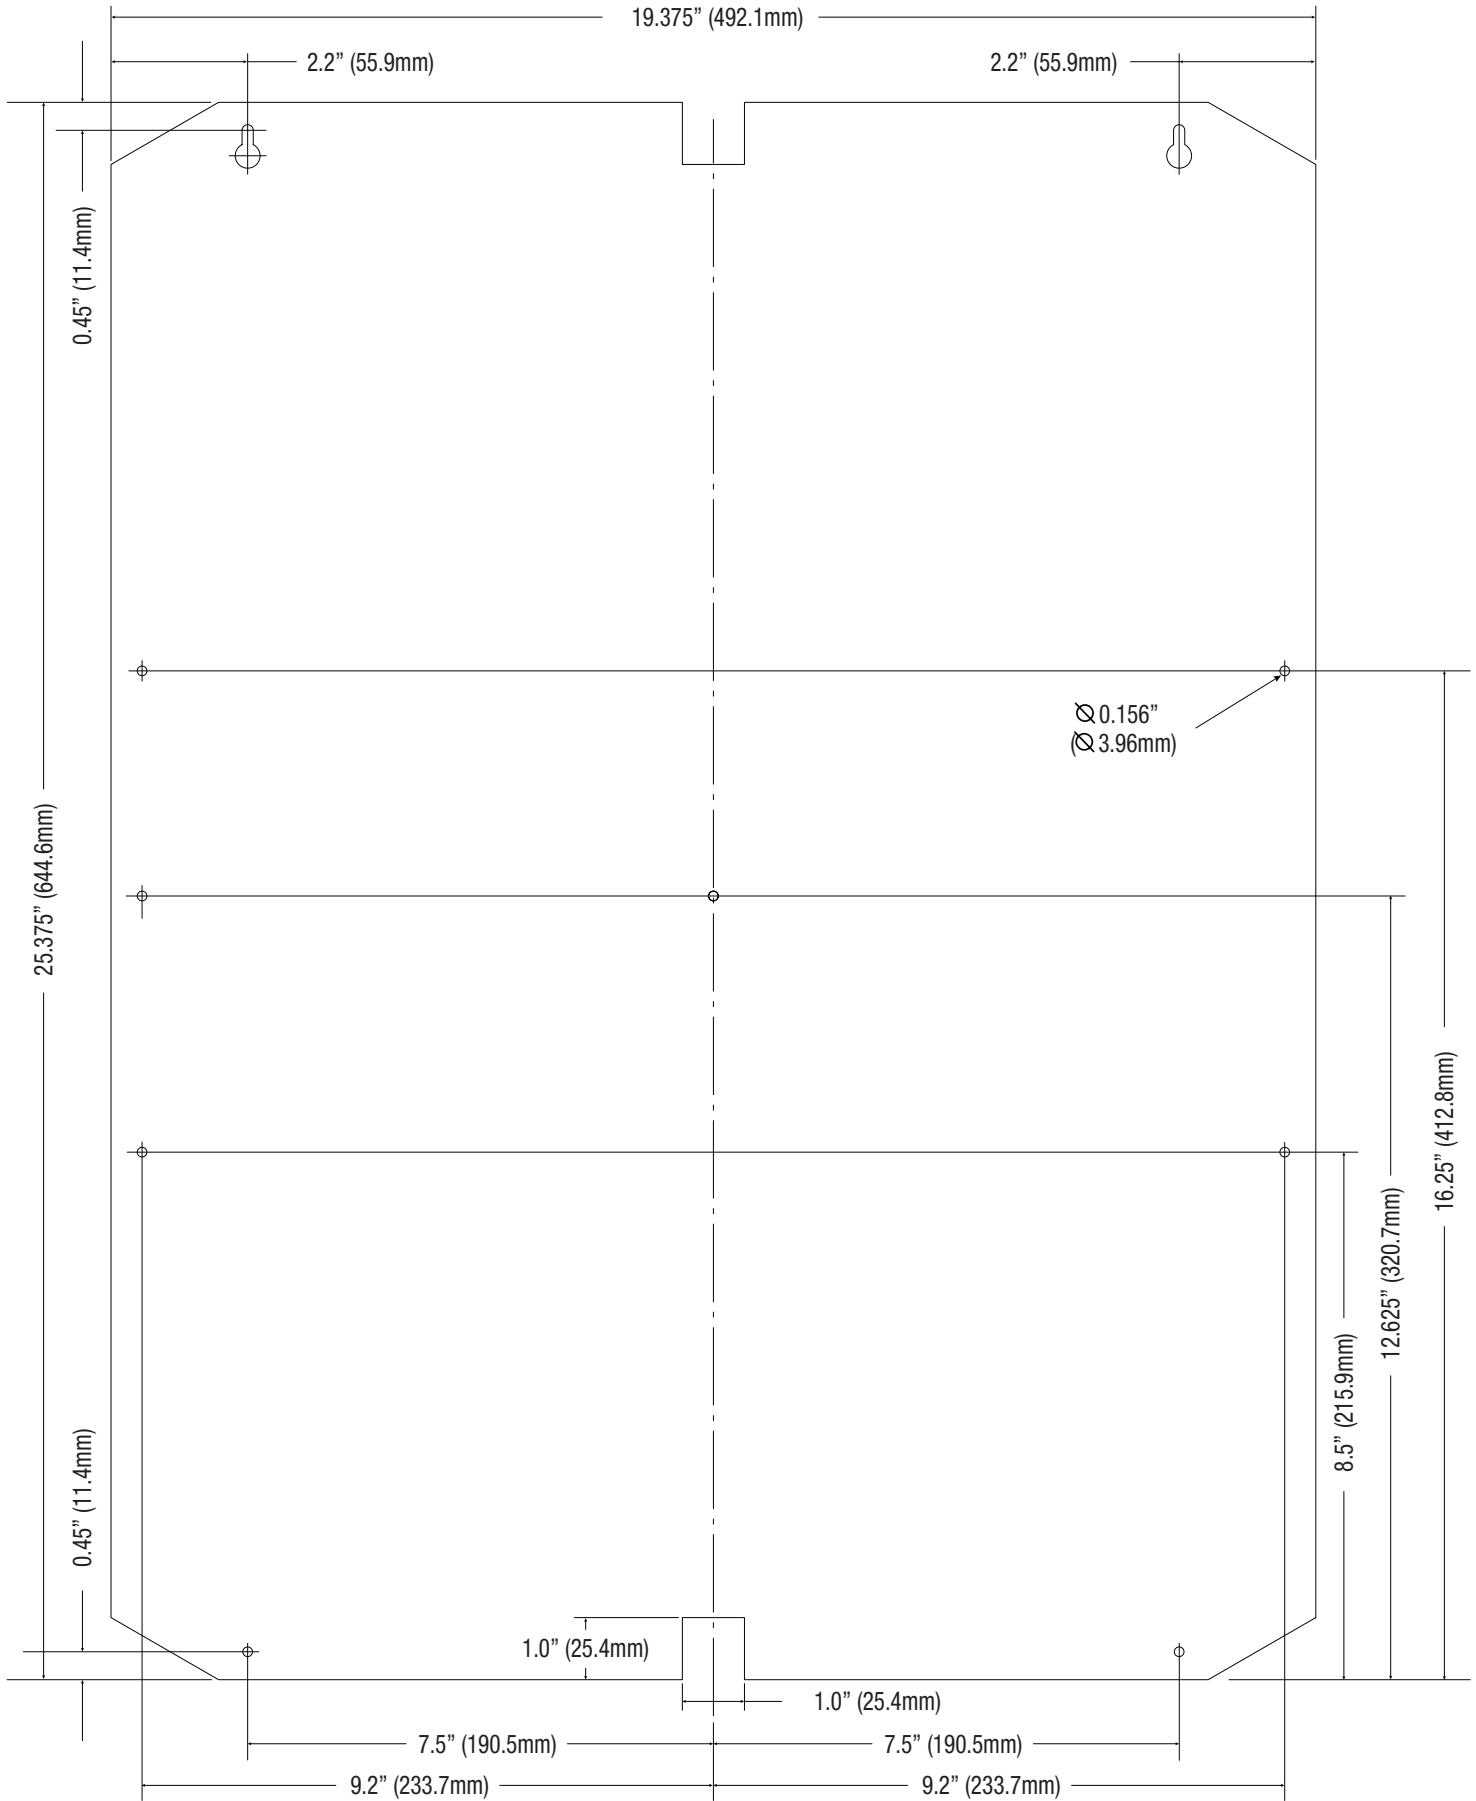 19.375” (492.1mm)
2.2” (55.9mm)
2.2” (55.9mm)
0.45” (11.4mm)
Ø 0.156”
(Ø 3.96mm)
25.375” (644.6mm)
16.25” (412.8mm)
12.625” (320.7mm)
8.5” (215.9mm)
0.45” (11.4mm)
1.0” (25.4mm)
1.0” (25.4mm)
7.5” (190.5mm)
7.5” (190.5mm)
9.2” (233.7mm)
9.2” (233.7mm)